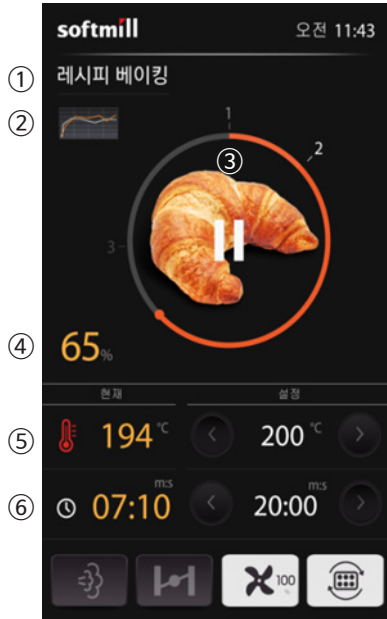 softmill
오전 11:43
① 레시피 베이킹
②
1
2
③
3
④ 65%
현재
설정
⑤ 194 ℃ 200 ℃
m:s
m:s
⑥ 07:10 20:00
100
%